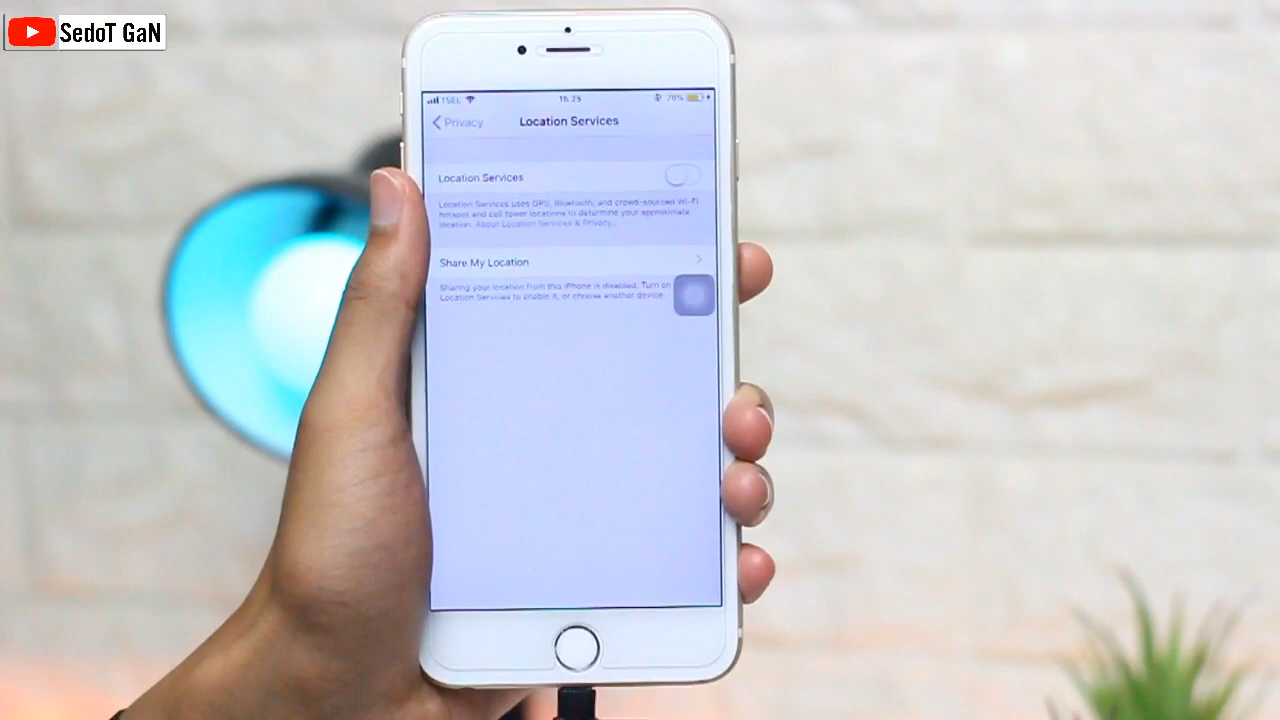 SedoT GaN
TSEL 16.25 78%
Privacy Location Services
Location Services
Location Services uses GPS, Bluetooth, and crowd-sourced Wi-Fi
hotspot and cell tower locations to determine your approximate
location. About Location Services & Privacy...
Share My Location
Sharing your location from this iPhone is disabled. Turn on
Location Services to enable it, or choose another device.